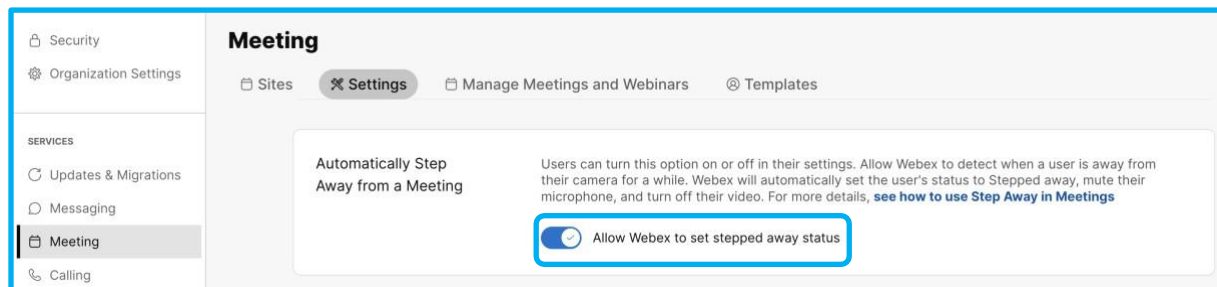 Security
Organization Settings
SERVICES
Updates & Migrations
Messaging
Meeting
Calling
Meeting
Sites
Settings
Manage Meetings and Webinars
Templates
Automatically Step
Away from a Meeting
Users can turn this option on or off in their settings. Allow Webex to detect when a user is away from
their camera for a while. Webex will automatically set the user's status to Stepped away, mute their
microphone, and turn off their video. For more details, see how to use Step Away in Meetings
Allow Webex to set stepped away status